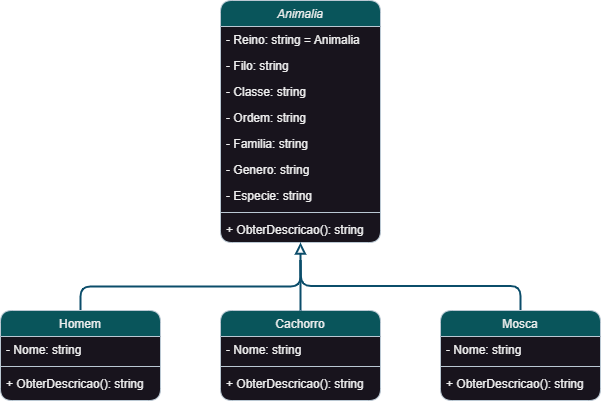 Animalia
- Reino: string = Animalia
- Filo: string
- Classe: string
- Ordem: string
- Familia: string
- Genero: string
- Especie: string
+ ObterDescricao(): string
Homem
- Nome: string
+ ObterDescricao(): string
Cachorro
- Nome: string
+ ObterDescricao(): string
Mosca
- Nome: string
+ ObterDescricao(): string